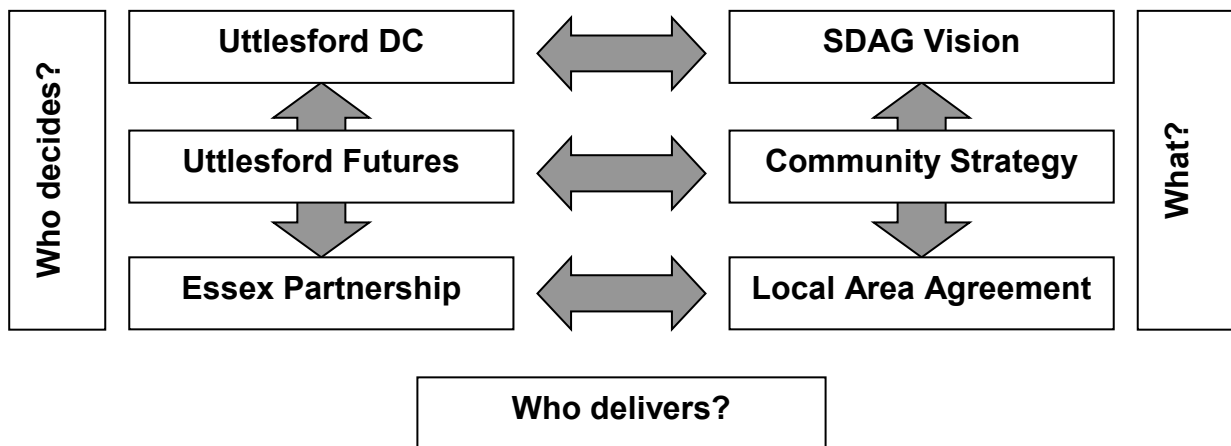 Who decides?
Uttlesford DC
SDAG Vision
What?
Uttlesford Futures
Community Strategy
Essex Partnership
Local Area Agreement
Who delivers?